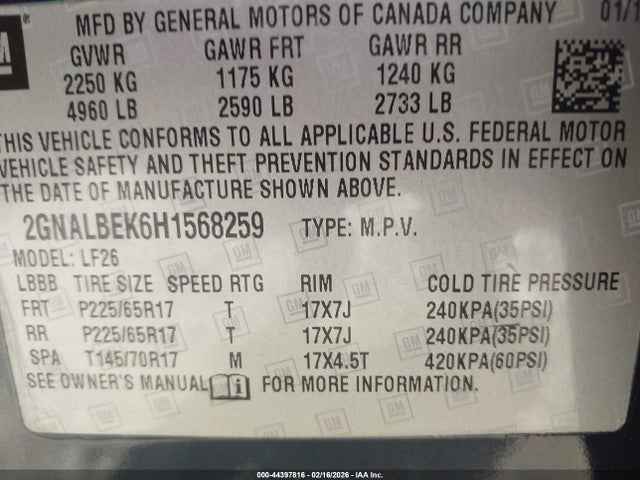 GM ®
MFD BY GENERAL MOTORS OF CANADA COMPANY 01/1
GVWR GAWR FRT GAWR RR
2250 KG 1175 KG 1240 KG
4960 LB 2590 LB 2733 LB
THIS VEHICLE CONFORMS TO ALL APPLICABLE U.S. FEDERAL MOTOR
VEHICLE SAFETY AND THEFT PREVENTION STANDARDS IN EFFECT ON
THE DATE OF MANUFACTURE SHOWN ABOVE.
2GNALBEK6H1568259 TYPE: M.P.V.
MODEL: LF26
LBBB TIRE SIZE SPEED RTG RIM COLD TIRE PRESSURE
FRT P225/65R17 T 17X7J 240KPA(35PSI)
RR P225/65R17 T 17X7J 240KPA(35PSI)
SPA T145/70R17 M 17X4.5T 420KPA(60PSI)
SEE OWNER'S MANUAL FOR MORE INFORMATION.
000-44397816 - 02/16/2026 - IAA Inc.